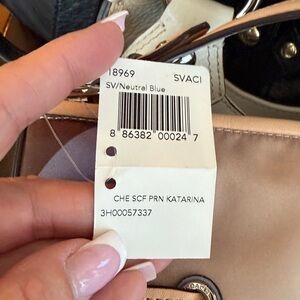 18969 SVACI
SV/Neutral Blue
8 86382 00024 7
CHE SCF PRN KATARINA
3H00057337